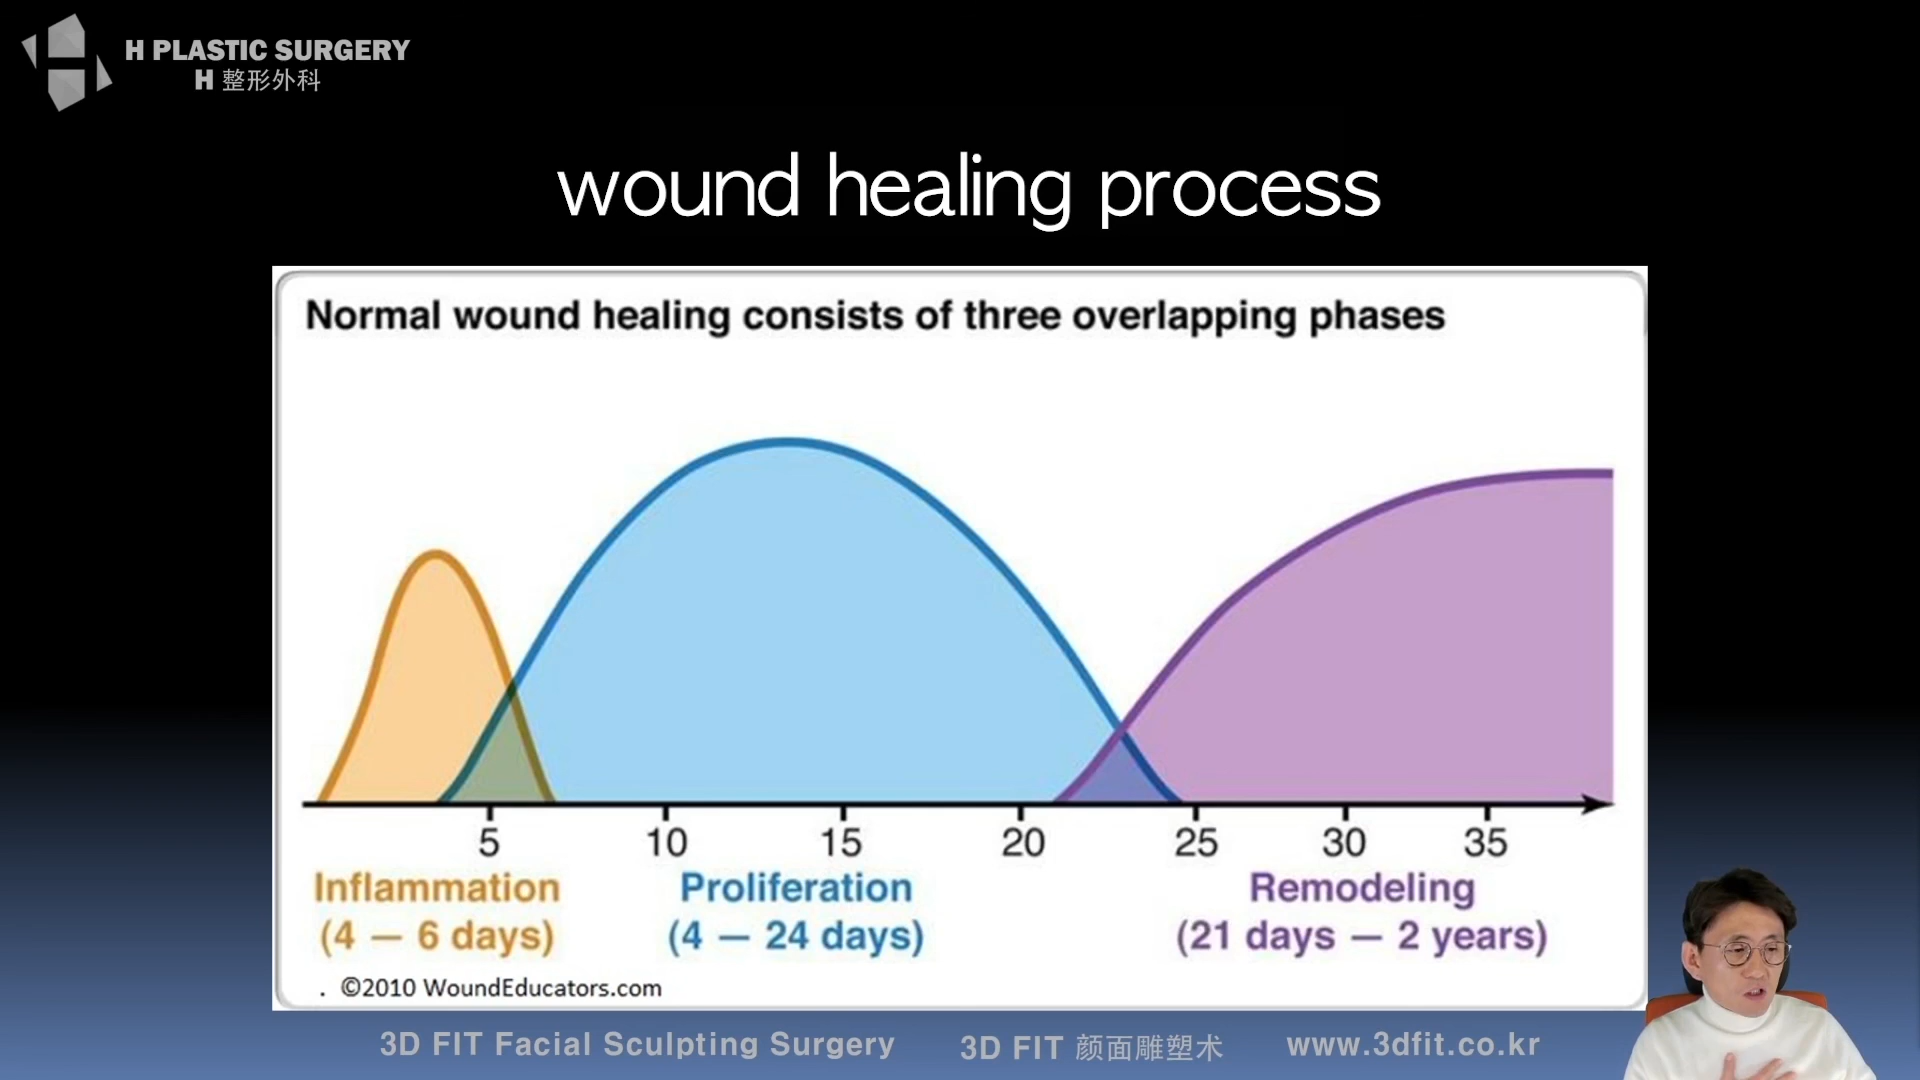 H PLASTIC SURGERY
H 整形外科
wound healing process
Normal wound healing consists of three overlapping phases
5 10 15 20 25 30 35
Inflammation
(4 — 6 days)
Proliferation
(4 — 24 days)
Remodeling
(21 days — 2 years)
. ©2010 WoundEducators.com
3D FIT Facial Sculpting Surgery 3D FIT 颜面雕塑术 www.3dfit.co.kr